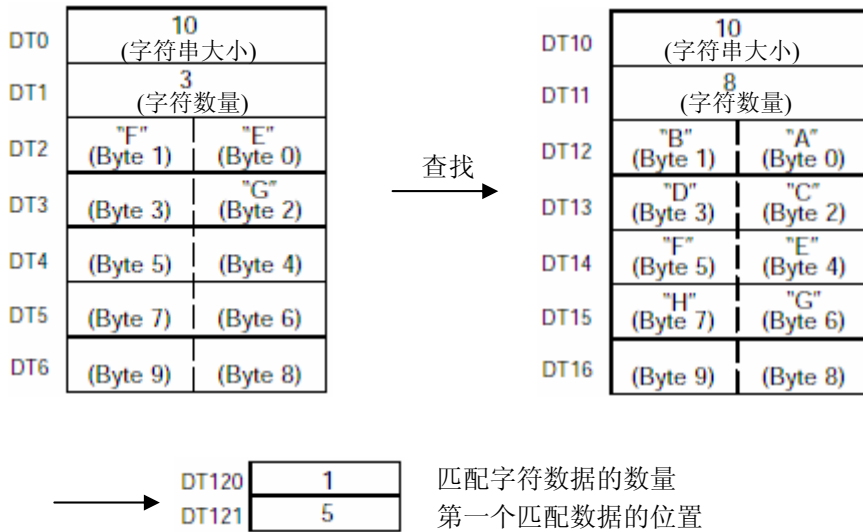 DT0 10 (字符串大小)
DT1 3 (字符数量)
DT2 "F" (Byte 1) "E" (Byte 0)
DT3 (Byte 3) "G" (Byte 2)
DT4 (Byte 5) (Byte 4)
DT5 (Byte 7) (Byte 6)
DT6 (Byte 9) (Byte 8)
查找
DT10 10 (字符串大小)
DT11 8 (字符数量)
DT12 "B" (Byte 1) "A" (Byte 0)
DT13 "D" (Byte 3) "C" (Byte 2)
DT14 "F" (Byte 5) "E" (Byte 4)
DT15 "H" (Byte 7) "G" (Byte 6)
DT16 (Byte 9) (Byte 8)
DT120 1 匹配字符数据的数量
DT121 5 第一个匹配数据的位置